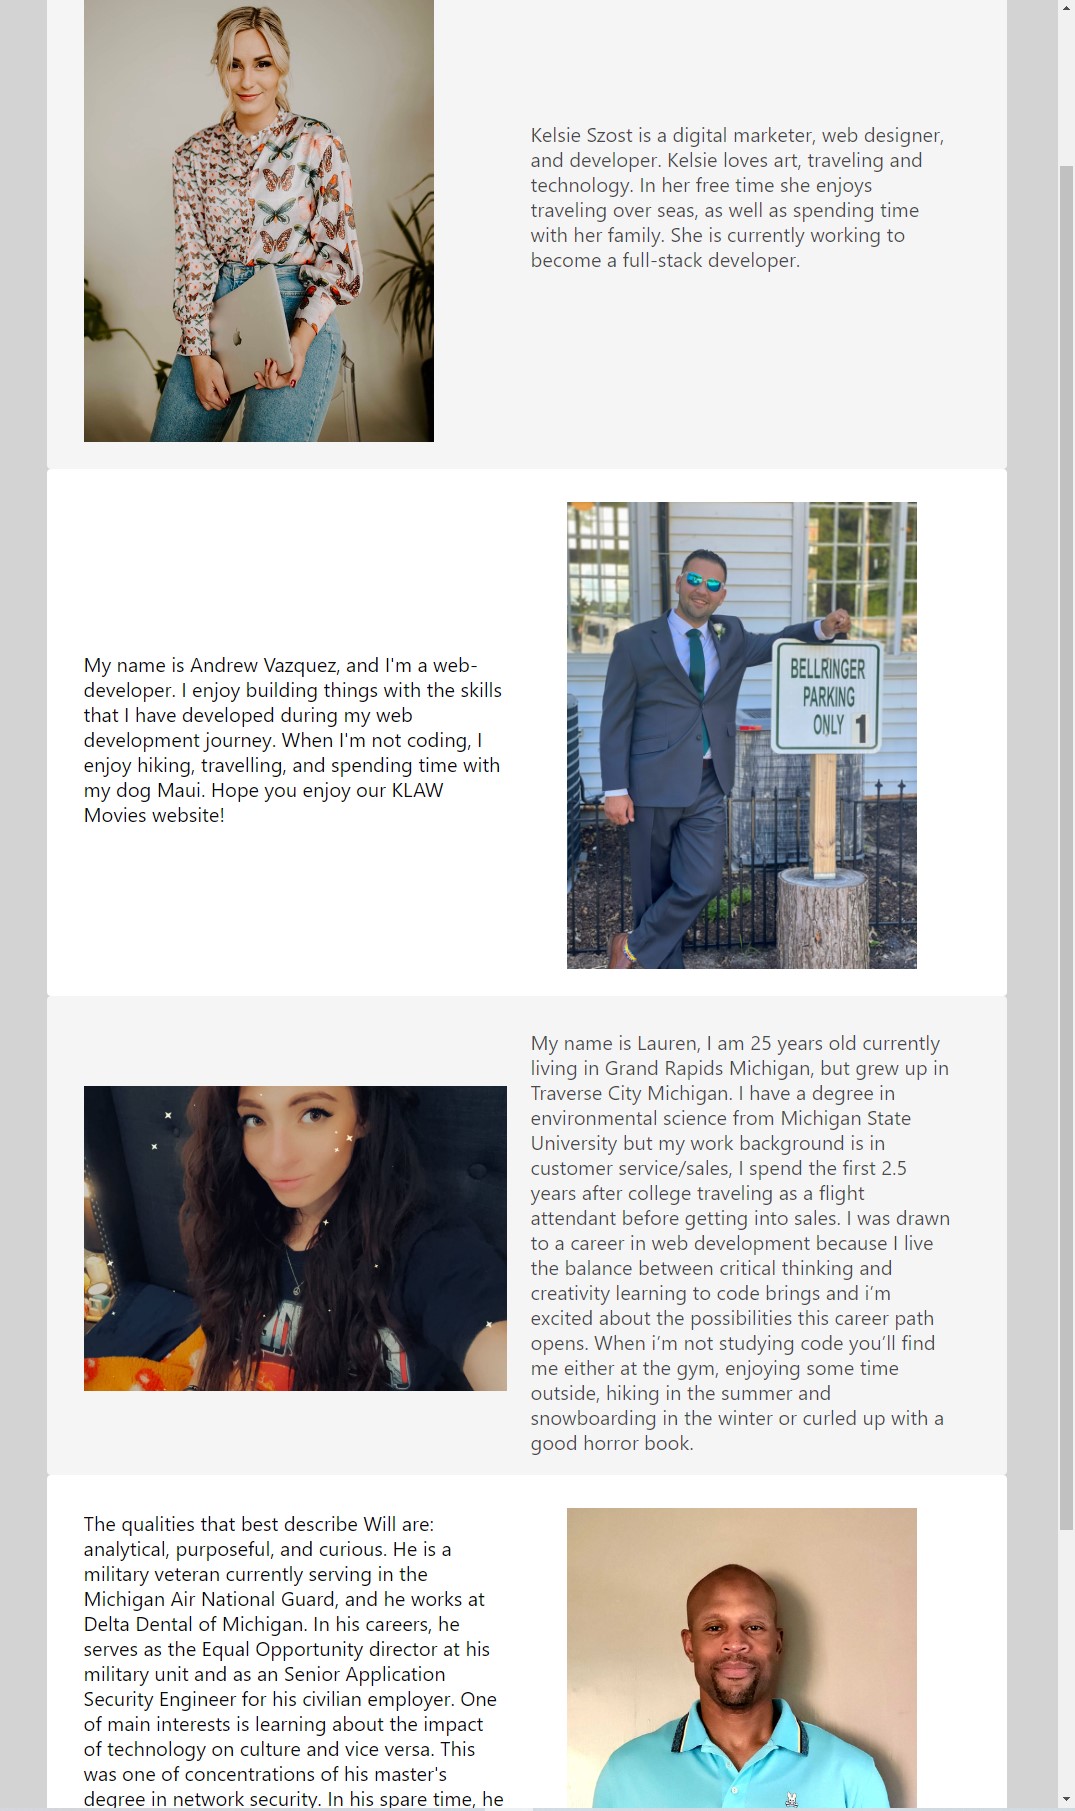 Kelsie Szost is a digital marketer, web designer,
and developer. Kelsie loves art, traveling and
technology. In her free time she enjoys
traveling over seas, as well as spending time
with her family. She is currently working to
become a full-stack developer.
My name is Andrew Vazquez, and I'm a web-
developer. I enjoy building things with the skills
that I have developed during my web
development journey. When I'm not coding, I
enjoy hiking, travelling, and spending time with
my dog Maui. Hope you enjoy our KLAW
Movies website!
BELLRINGER
PARKING
ONLY 1
My name is Lauren, I am 25 years old currently
living in Grand Rapids Michigan, but grew up in
Traverse City Michigan. I have a degree in
environmental science from Michigan State
University but my work background is in
customer service/sales, I spend the first 2.5
years after college traveling as a flight
attendant before getting into sales. I was drawn
to a career in web development because I live
the balance between critical thinking and
creativity learning to code brings and i’m
excited about the possibilities this career path
opens. When i’m not studying code you’ll find
me either at the gym, enjoying some time
outside, hiking in the summer and
snowboarding in the winter or curled up with a
good horror book.
The qualities that best describe Will are:
analytical, purposeful, and curious. He is a
military veteran currently serving in the
Michigan Air National Guard, and he works at
Delta Dental of Michigan. In his careers, he
serves as the Equal Opportunity director at his
military unit and as an Senior Application
Security Engineer for his civilian employer. One
of main interests is learning about the impact
of technology on culture and vice versa. This
was one of concentrations of his master's
degree in network security. In his spare time, he